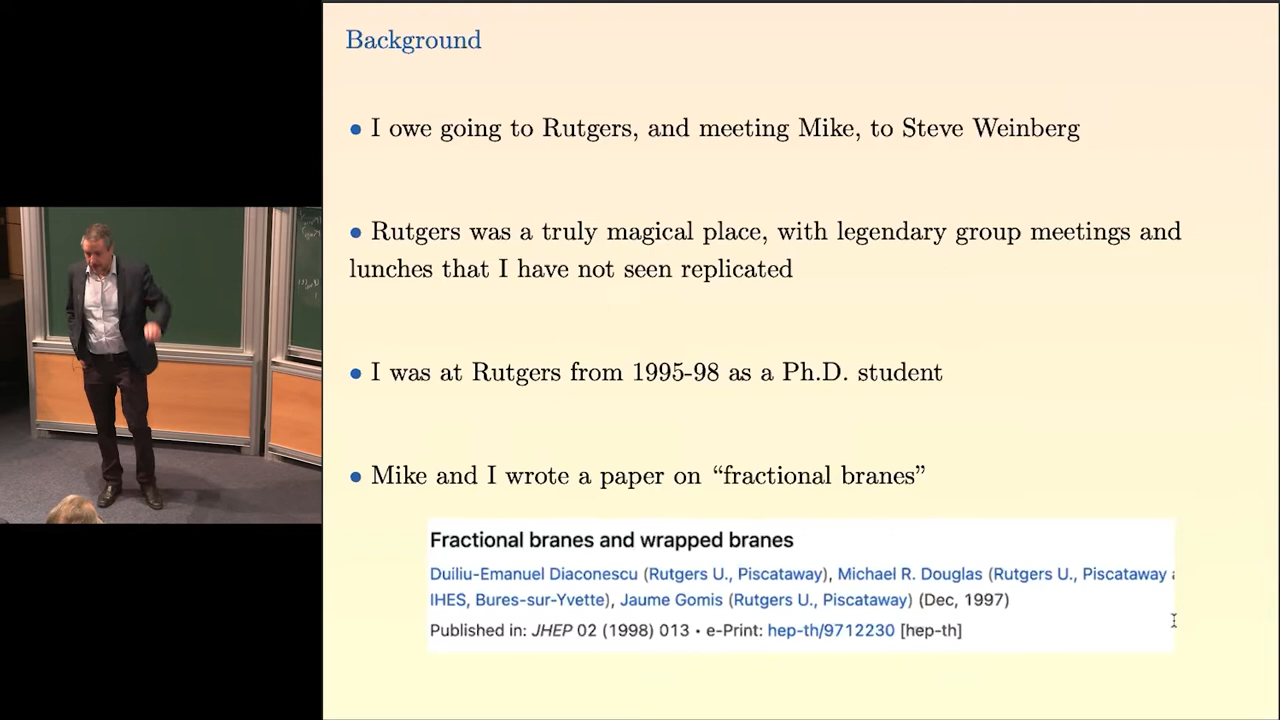 Background
• I owe going to Rutgers, and meeting Mike, to Steve Weinberg
• Rutgers was a truly magical place, with legendary group meetings and
lunches that I have not seen replicated
• I was at Rutgers from 1995-98 as a Ph.D. student
• Mike and I wrote a paper on “fractional branes”
Fractional branes and wrapped branes
Duiliu-Emanuel Diaconescu (Rutgers U., Piscataway), Michael R. Douglas (Rutgers U., Piscataway a
IHES, Bures-sur-Yvette), Jaume Gomis (Rutgers U., Piscataway) (Dec, 1997)
Published in: JHEP 02 (1998) 013 • e-Print: hep-th/9712230 [hep-th]